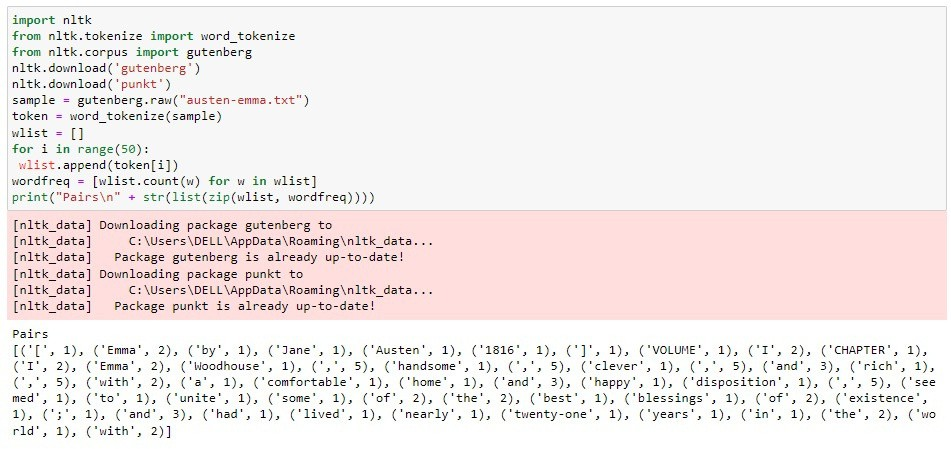 import nltk
from nltk.tokenize import word_tokenize
from nltk.corpus import gutenberg
nltk.download('gutenberg')
nltk.download('punkt')
sample = gutenberg.raw("austen-emma.txt")
token = word_tokenize(sample)
wlist = []
for i in range(50):
 wlist.append(token[i])
wordfreq = [wlist.count(w) for w in wlist]
print("Pairs\n" + str(list(zip(wlist, wordfreq))))
[nltk_data] Downloading package gutenberg to
[nltk_data]     C:\Users\DELL\AppData\Roaming\nltk_data...
[nltk_data]   Package gutenberg is already up-to-date!
[nltk_data] Downloading package punkt to
[nltk_data]     C:\Users\DELL\AppData\Roaming\nltk_data...
[nltk_data]   Package punkt is already up-to-date!
Pairs
[('[', 1), ('Emma', 2), ('by', 1), ('Jane', 1), ('Austen', 1), ('1816', 1), (']', 1), ('VOLUME', 1), ('I', 2), ('CHAPTER', 1),
('I', 2), ('Emma', 2), ('Woodhouse', 1), (',', 5), ('handsome', 1), (',', 5), ('clever', 1), (',', 5), ('and', 3), ('rich', 1),
(',', 5), ('with', 2), ('a', 1), ('comfortable', 1), ('home', 1), ('and', 3), ('happy', 1), ('disposition', 1), (',', 5), ('see
med', 1), ('to', 1), ('unite', 1), ('some', 1), ('of', 2), ('the', 2), ('best', 1), ('blessings', 1), ('of', 2), ('existence',
1), (';', 1), ('and', 3), ('had', 1), ('lived', 1), ('nearly', 1), ('twenty-one', 1), ('years', 1), ('in', 1), ('the', 2), ('wo
rld', 1), ('with', 2)]